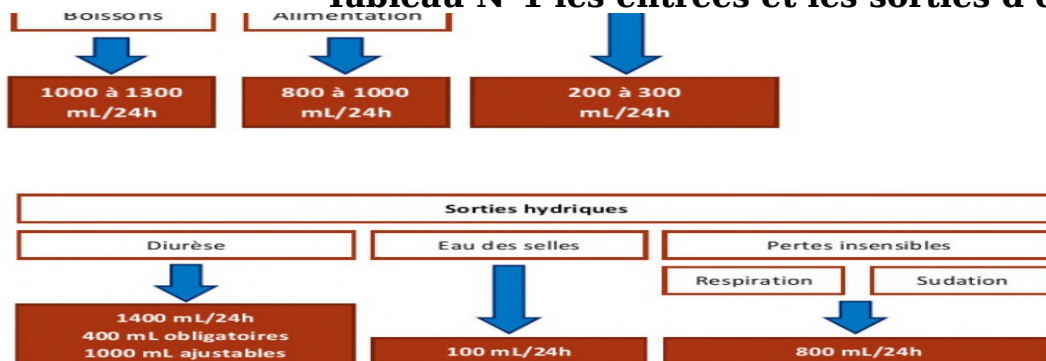 Tableau N°1 les entrées et les sorties d'e
Boissons
Alimentation
1000 à 1300
mL/24h
800 à 1000
mL/24h
200 à 300
mL/24h
Sorties hydriques
Diurèse
Eau des selles
Pertes insensibles
Respiration
Sudation
1400 mL/24h
400 mL obligatoires
1000 mL ajustables
100 mL/24h
800 mL/24h